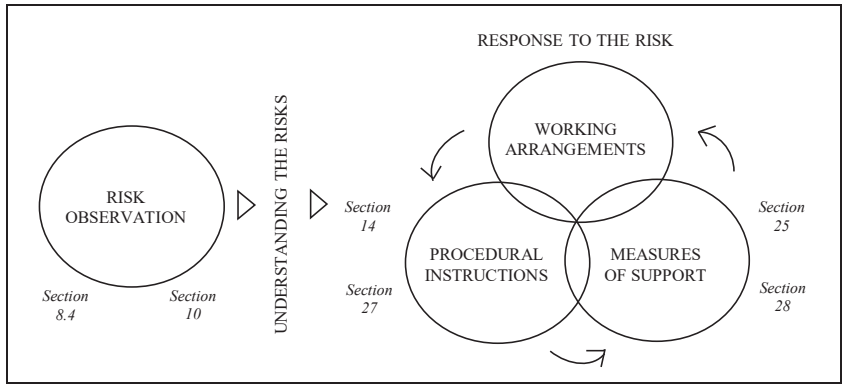 RESPONSE TO THE RISK
RISK
OBSERVATION
Section
8.4
Section
10
UNDERSTANDING THE RISKS
WORKING
ARRANGEMENTS
Section
14
Section
27
PROCEDURAL
INSTRUCTIONS
MEASURES
OF SUPPORT
Section
25
Section
28